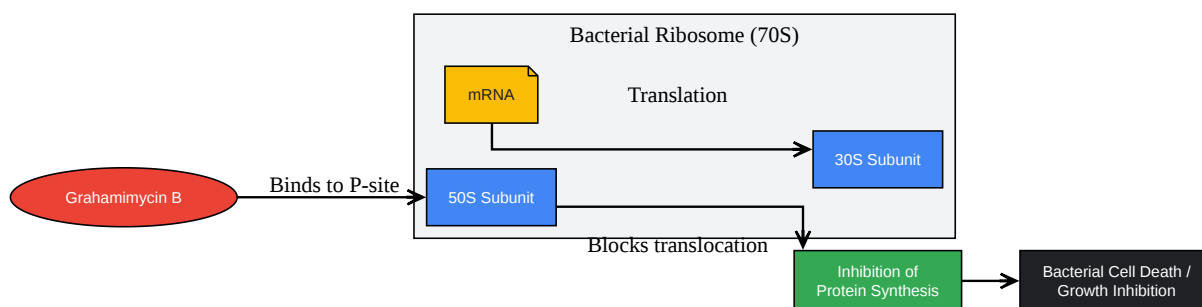 Bacterial Ribosome (70S)
mRNA
Translation
30S Subunit
Grahamimycin B
Binds to P-site
50S Subunit
Blocks translocation
Inhibition of
Protein Synthesis
Bacterial Cell Death /
Growth Inhibition